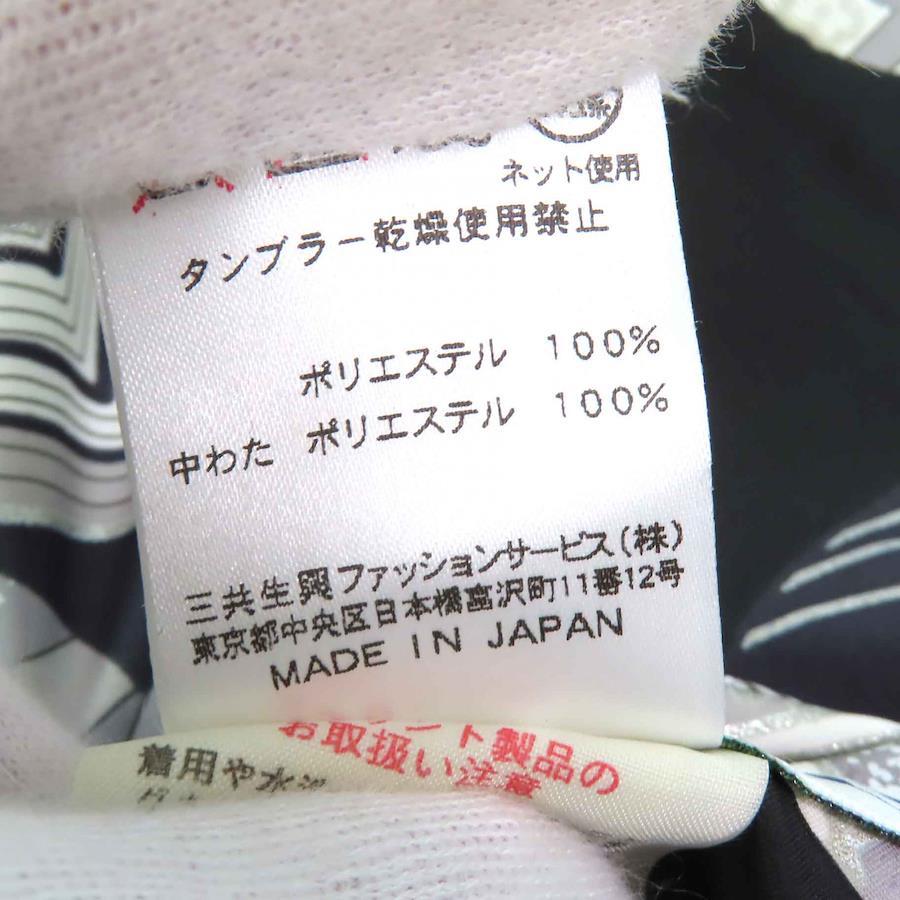 ネット使用
タンブラー乾燥使用禁止
ポリエステル 100%
中わた ポリエステル 100%
三共生興ファッションサービス(株)
東京都中央区日本橋富沢町11番12号
MADE IN JAPAN
ート製品の
お取扱い注意
着用や水洗